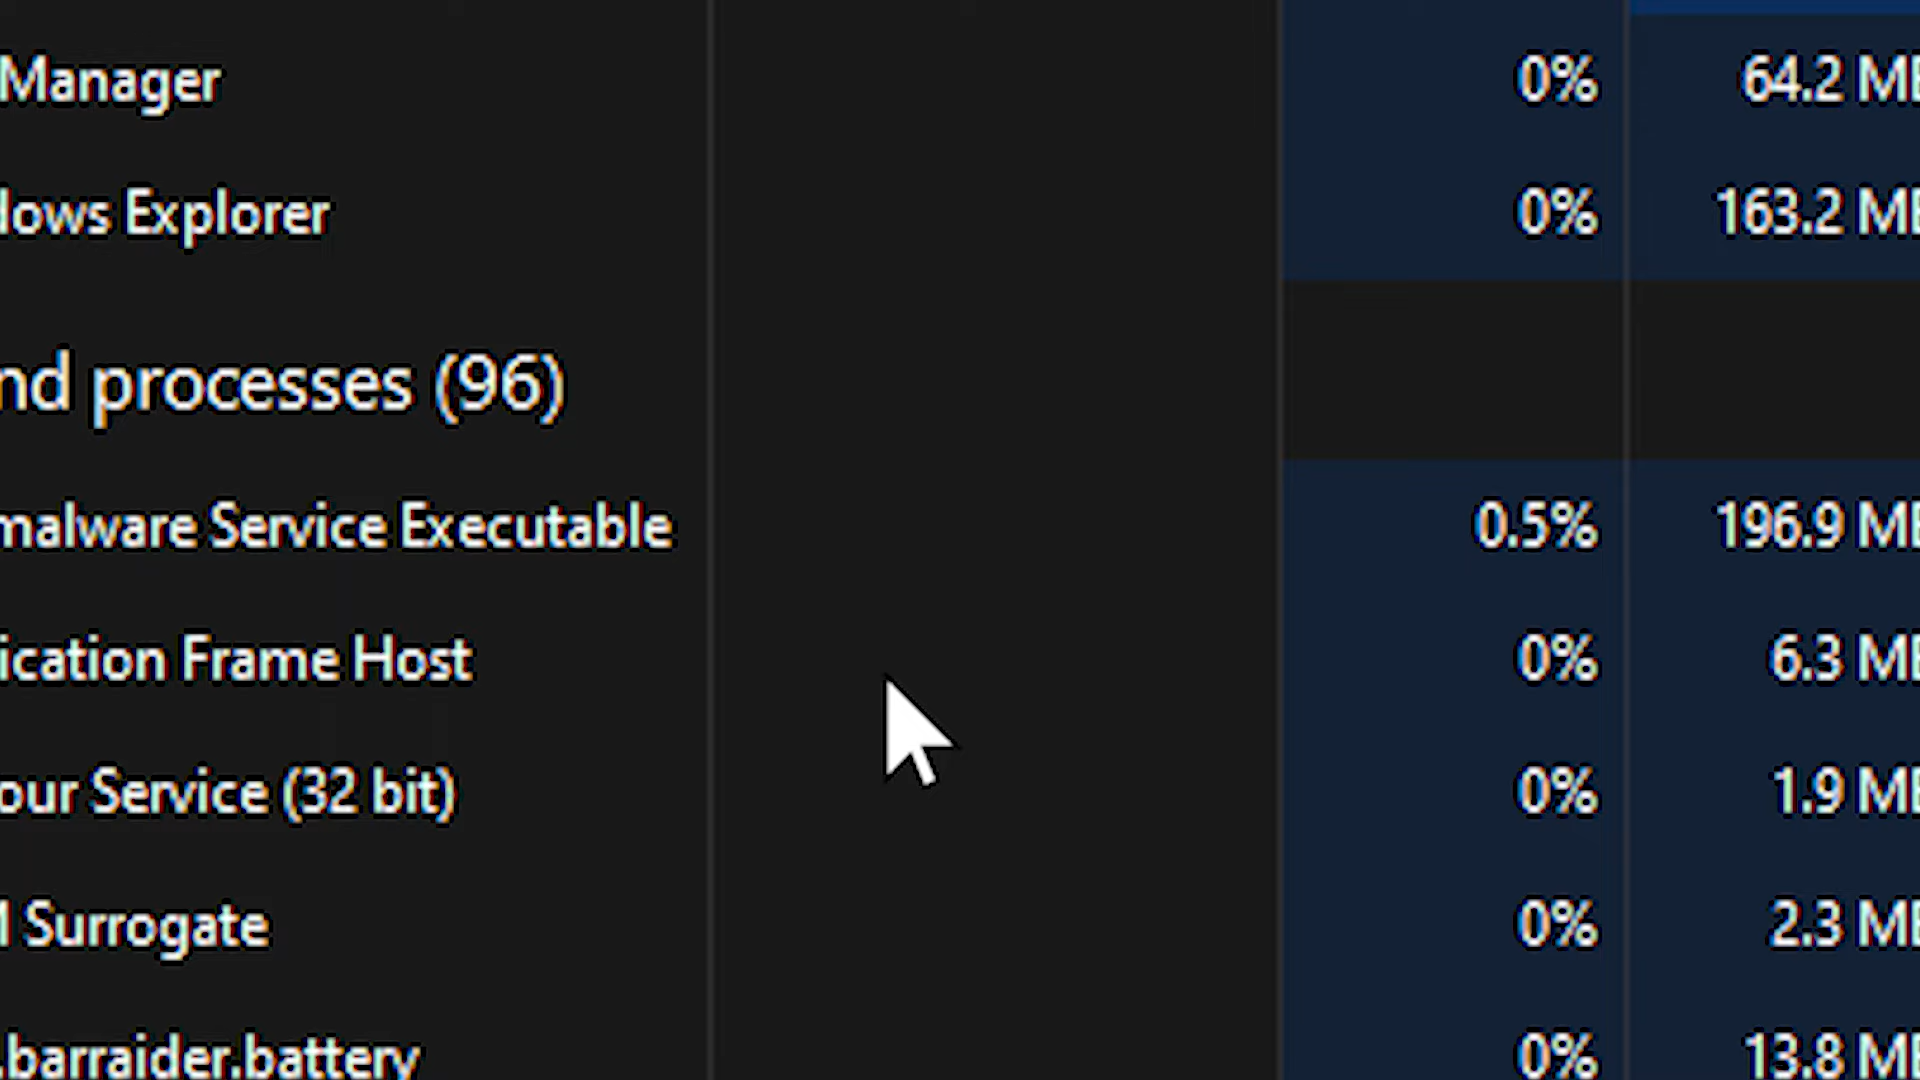 Manager 0% 64.2 MB
dows Explorer 0% 163.2 MB
nd processes (96)
malware Service Executable 0.5% 196.9 MB
ication Frame Host 0% 6.3 MB
our Service (32 bit) 0% 1.9 MB
M Surrogate 0% 2.3 MB
.barraider.battery 0% 13.8 MB